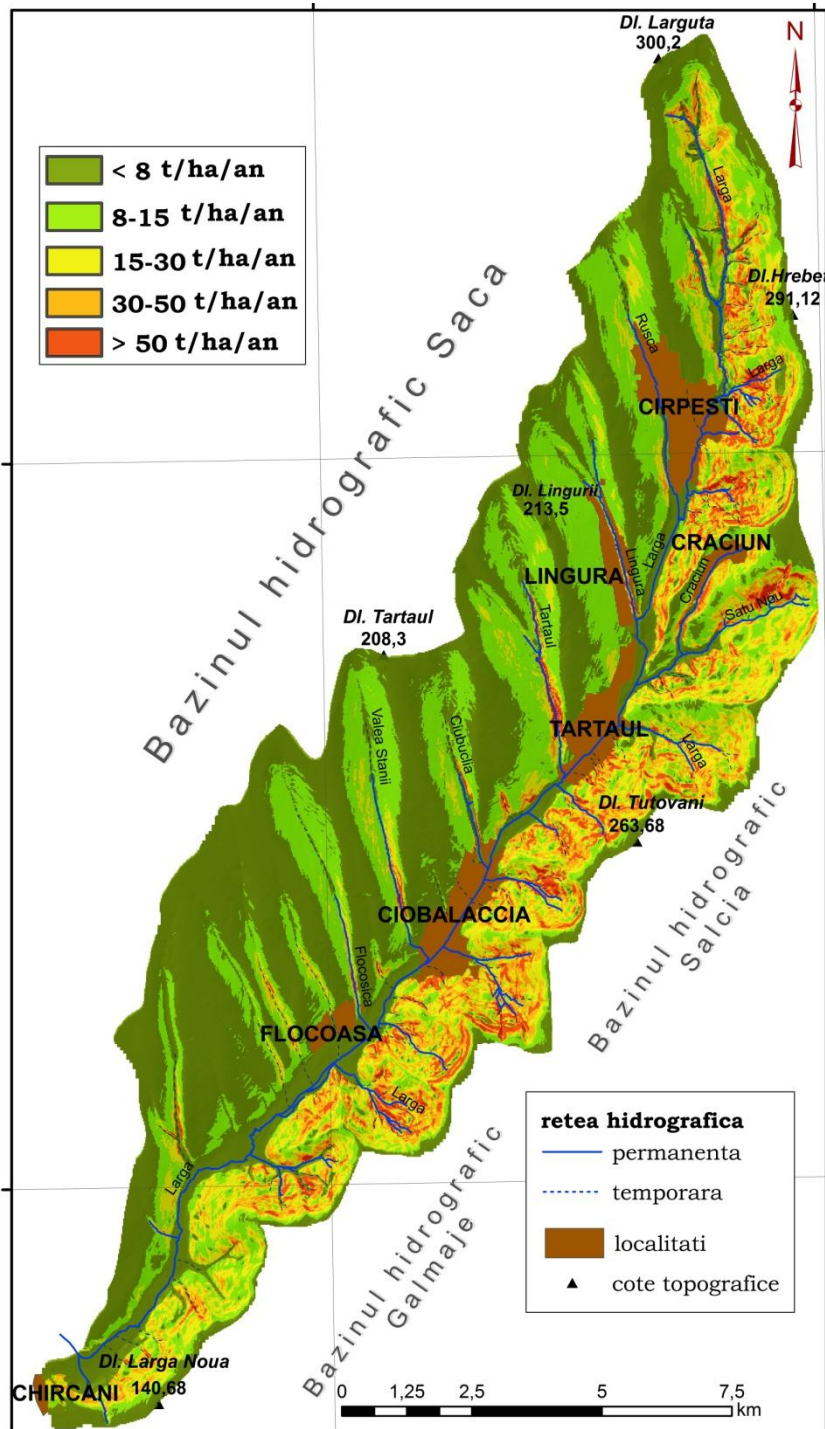 Dl. Larguta
300,2
N
< 8 t/ha/an
8-15 t/ha/an
15-30 t/ha/an
30-50 t/ha/an
> 50 t/ha/an
Larga
Dl.Hrebet
291,12
Bazinul hidrografic Saca
Rusca
Larga
CIRPESTI
Dl. Lingurii
213,5
Larga
CRACIUN
LINGURA
Lingura
Craciun
Satu Nou
Tartaul
Dl. Tartaul
208,3
Valea Stanii
Ciubuclia
TARTAUL
Larga
Dl. Tutovani
263,68
Bazinul hidrografic
Salcia
CIOBALACCIA
Flocosica
FLOCOASA
Larga
Larga
Bazinul hidrografic
Galmaje
retea hidrografica
permanenta
temporara
localitati
cote topografice
Dl. Larga Noua
140,68
CHIRCANI
0 1,25 2,5 5 7,5
km